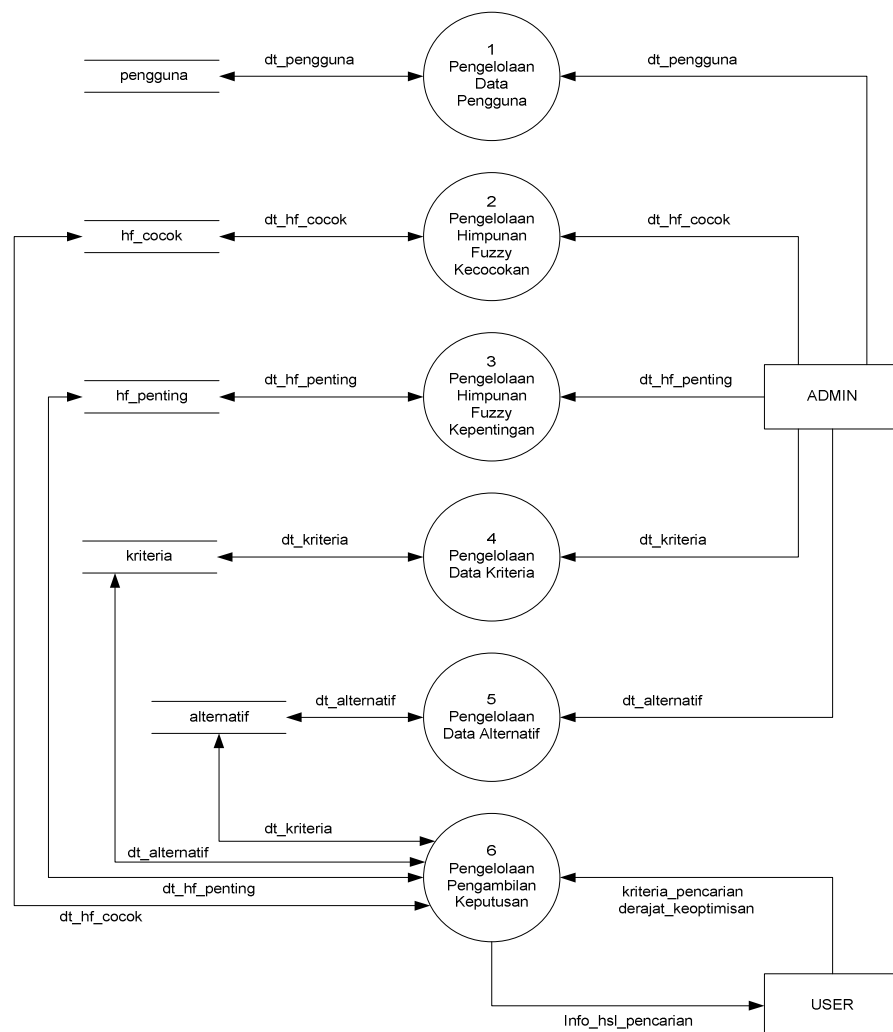 dt_pengguna
dt_pengguna
pengguna
1
Pengelolaan
Data
Pengguna
dt_hf_cocok
dt_hf_cocok
hf_cocok
2
Pengelolaan
Himpunan
Fuzzy
Kecocokan
dt_hf_penting
dt_hf_penting
hf_penting
3
Pengelolaan
Himpunan
Fuzzy
Kepentingan
ADMIN
dt_kriteria
dt_kriteria
kriteria
4
Pengelolaan
Data Kriteria
dt_alternatif
dt_alternatif
alternatif
5
Pengelolaan
Data Alternatif
dt_kriteria
dt_alternatif
dt_hf_penting
dt_hf_cocok
6
Pengelolaan
Pengambilan
Keputusan
kriteria_pencarian
derajat_keoptimisan
Info_hsl_pencarian
USER